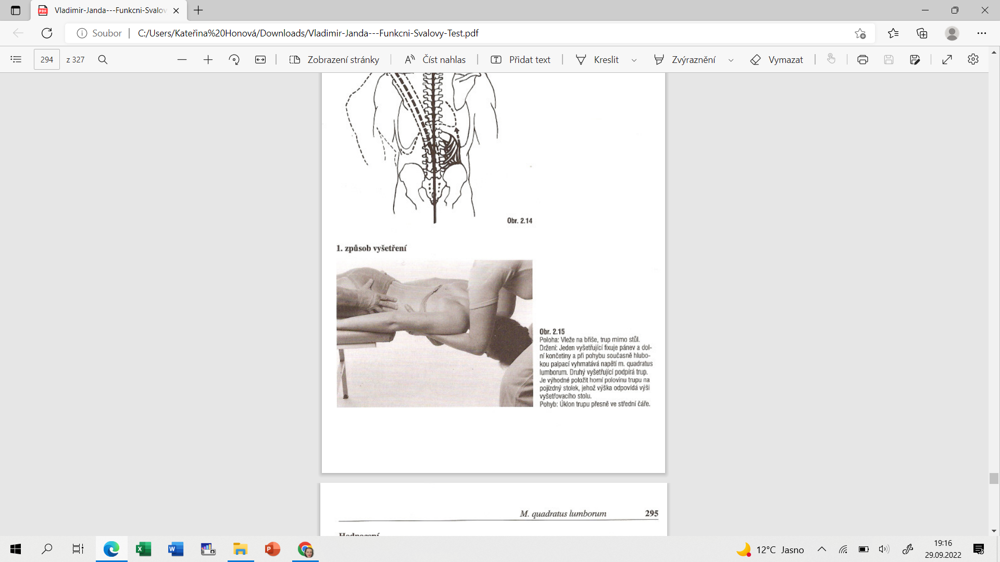 Vladimir-Janda---Funkcni-Svalov
Soubor
C:/Users/Kateřina%20Honová/Downloads/Vladimir-Janda---Funkcni-Svalovy-Test.pdf
294 z 327
Zobrazení stránky
Číst nahlas
Přidat text
Kreslit
Zvýraznění
Vymazat
Obr. 2.14
1. způsob vyšetření
Obr. 2.15
Poloha: Vleže na břiše, trup mimo stůl.
Držení: Jeden vyšetřující fixuje pánev a dol-
ní končetiny a při pohybu současně hlubo-
kou palpací vyhmatává napětí m. quadratus
lumborum. Druhý vyšetřující podpírá trup.
Je výhodné položit horní polovinu trupu na
pojízdný stolek, jehož výška odpovídá výši
vyšetřovacího stolu.
Pohyb: Úklon trupu přesně ve střední čáře.
M. quadratus lumborum 295
Hodnocení
12°C Jasno
19:16
29.09.2022